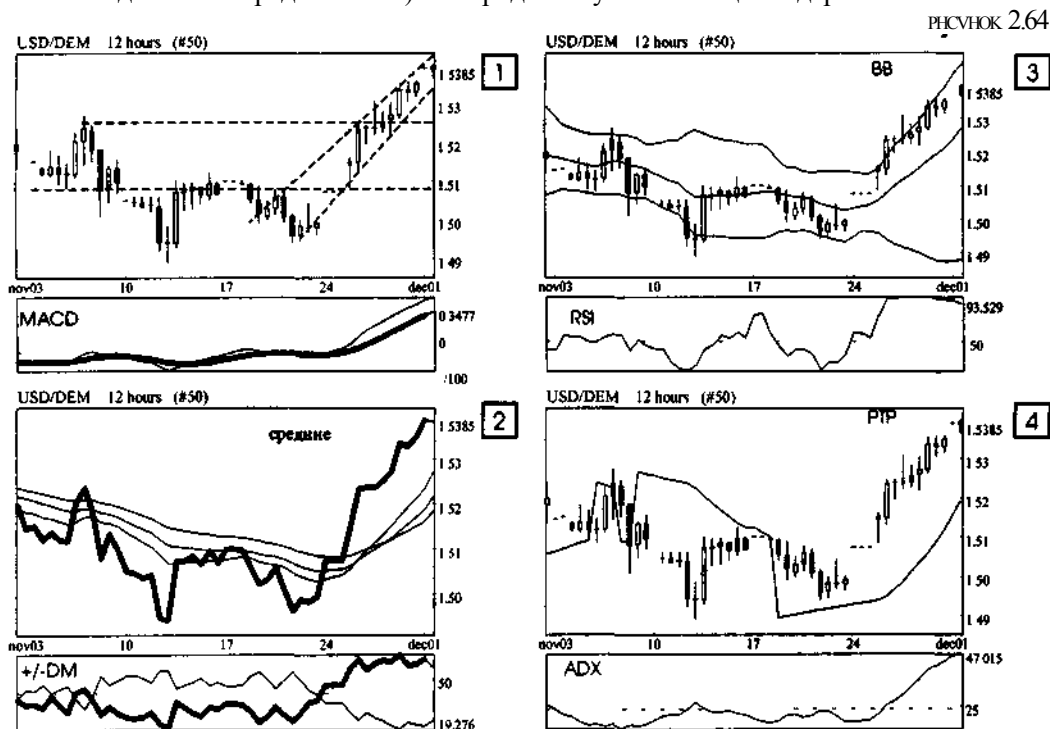 РИСУНОК 2.64
USD/DEM 12 hours (#50)
1
1 5385
1 53
1 52
1 51
1 50
1 49
nov03 10 17 24 dec01
MACD
0 3477
0
/100
USD/DEM 12 hours (#50)
BB
3
1 5385
1 53
1 52
1 51
1 50
1 49
nov03 10 17 24 dec01
RSI
93.529
50
USD/DEM 12 hours (#50)
средние
2
1 5385
1 53
1 52
1 51
1 50
nov03 10 17 24 dec01
+/-DM
50
19.276
USD/DEM 12 hours (#50)
PTP
4
1.5385
1 53
1 52
1 51
1 50
1 49
nov03 10 17 24 dec01
ADX
47 015
25